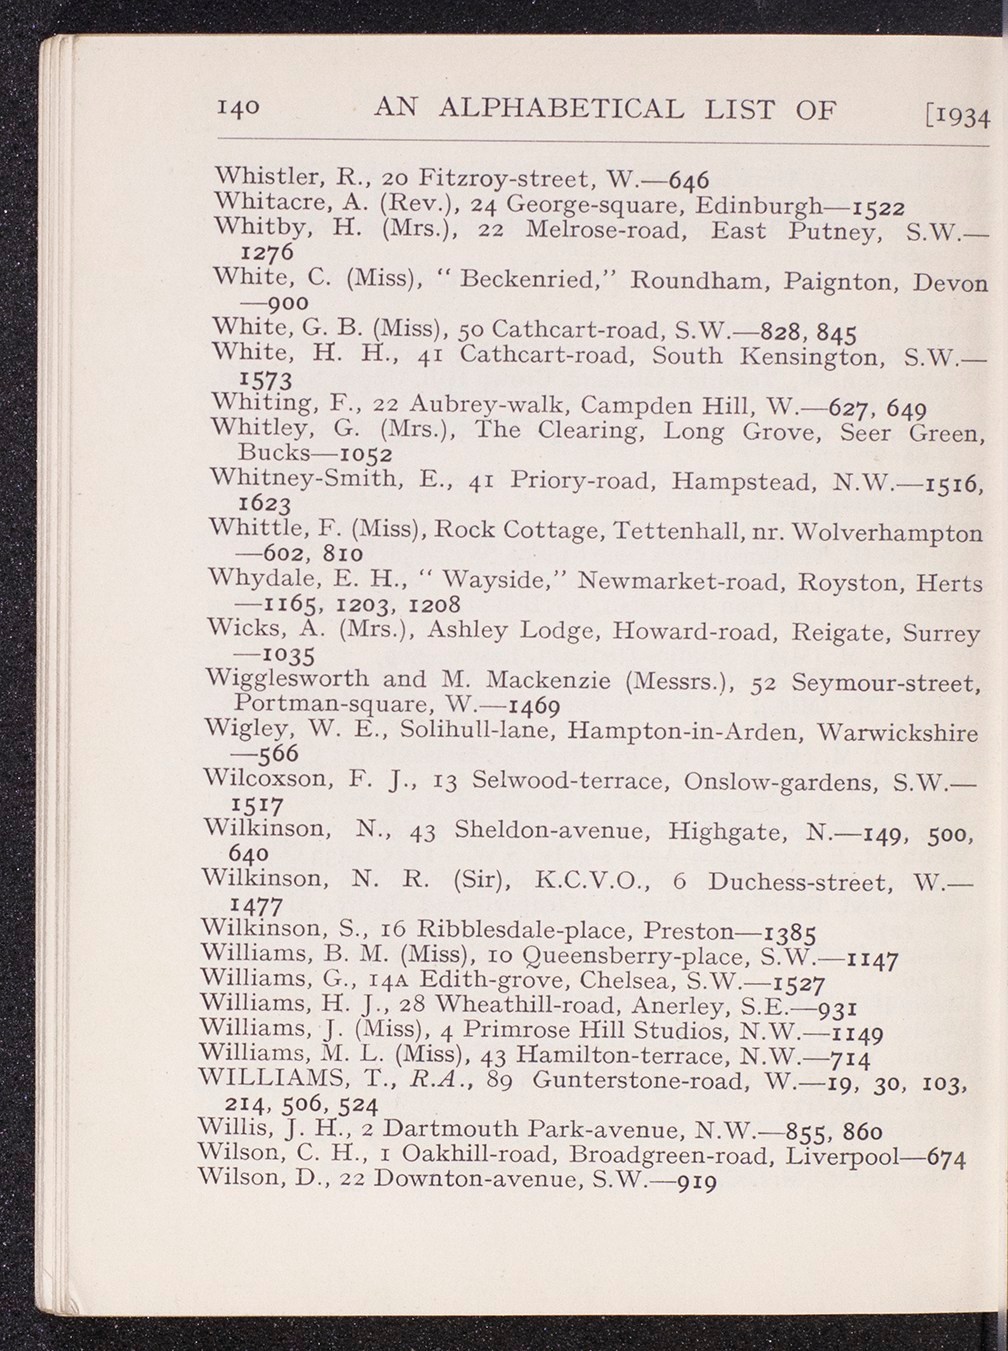 140 AN ALPHABETICAL LIST OF [1934
Whistler, R., 20 Fitzroy-street, W.—646
Whitacre, A. (Rev.), 24 George-square, Edinburgh—1522
Whitby, H. (Mrs.), 22 Melrose-road, East Putney, S.W.—
1276
White, C. (Miss), “ Beckenried,” Roundham, Paignton, Devon
—900
White, G. B. (Miss), 50 Cathcart-road, S.W.—828, 845
White, H. H., 41 Cathcart-road, South Kensington, S.W.—
1573
Whiting, F., 22 Aubrey-walk, Campden Hill, W.—627, 649
Whitley, G. (Mrs.), The Clearing, Long Grove, Seer Green,
Bucks—1052
Whitney-Smith, E., 41 Priory-road, Hampstead, N.W.—1516,
1623
Whittle, F. (Miss), Rock Cottage, Tettenhall, nr. Wolverhampton
—602, 810
Whydale, E. H., “ Wayside,” Newmarket-road, Royston, Herts
—1165, 1203, 1208
Wicks, A. (Mrs.), Ashley Lodge, Howard-road, Reigate, Surrey
—1035
Wigglesworth and M. Mackenzie (Messrs.), 52 Seymour-street,
Portman-square, W.—1469
Wigley, W. E., Solihull-lane, Hampton-in-Arden, Warwickshire
—566
Wilcoxson, F. J., 13 Selwood-terrace, Onslow-gardens, S.W.—
1517
Wilkinson, N., 43 Sheldon-avenue, Highgate, N.—149, 500,
640
Wilkinson, N. R. (Sir), K.C.V.O., 6 Duchess-street, W.—
1477
Wilkinson, S., 16 Ribblesdale-place, Preston—1385
Williams, B. M. (Miss), 10 Queensberry-place, S.W.—1147
Williams, G., 14A Edith-grove, Chelsea, S.W.—1527
Williams, H. J., 28 Wheathill-road, Anerley, S.E.—931
Williams, J. (Miss), 4 Primrose Hill Studios, N.W.—1149
Williams, M. L. (Miss), 43 Hamilton-terrace, N.W.—714
WILLIAMS, T., R.A., 89 Gunterstone-road, W.—19, 30, 103,
214, 506, 524
Willis, J. H., 2 Dartmouth Park-avenue, N.W.—855, 860
Wilson, C. H., 1 Oakhill-road, Broadgreen-road, Liverpool—674
Wilson, D., 22 Downton-avenue, S.W.—919